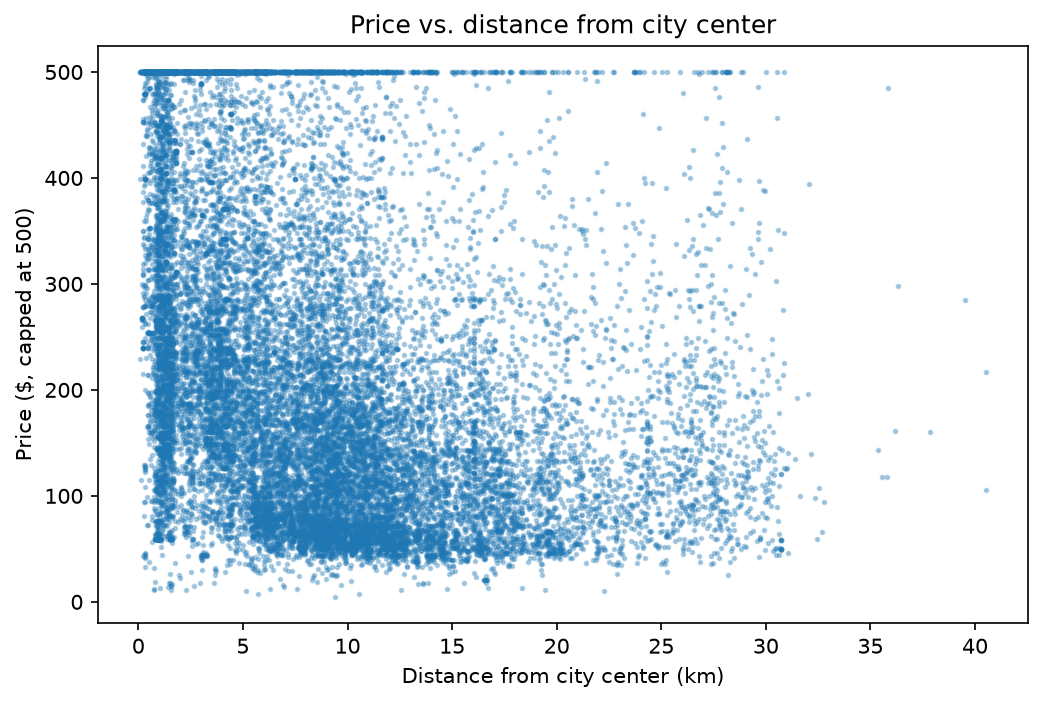 Price vs. distance from city center
500
400
300
200
100
0
Price ($, capped at 500)
0 5 10 15 20 25 30 35 40
Distance from city center (km)